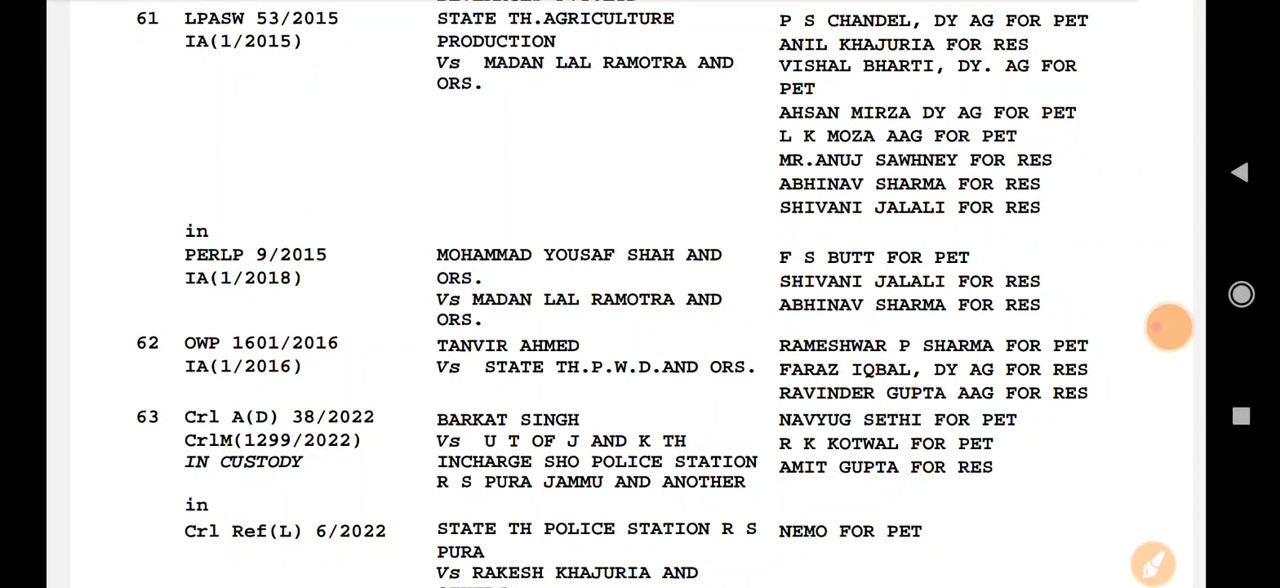 61 LPASW 53/2015 STATE TH.AGRICULTURE P S CHANDEL, DY AG FOR PET
IA(1/2015) PRODUCTION ANIL KHAJURIA FOR RES
Vs MADAN LAL RAMOTRA AND VISHAL BHARTI, DY. AG FOR
ORS. PET
AHSAN MIRZA DY AG FOR PET
L K MOZA AAG FOR PET
MR.ANUJ SAWHNEY FOR RES
ABHINAV SHARMA FOR RES
SHIVANI JALALI FOR RES
in
PERLP 9/2015 MOHAMMAD YOUSAF SHAH AND F S BUTT FOR PET
IA(1/2018) ORS. SHIVANI JALALI FOR RES
Vs MADAN LAL RAMOTRA AND ABHINAV SHARMA FOR RES
ORS.
62 OWP 1601/2016 TANVIR AHMED RAMESHWAR P SHARMA FOR PET
IA(1/2016) Vs STATE TH.P.W.D.AND ORS. FARAZ IQBAL, DY AG FOR RES
RAVINDER GUPTA AAG FOR RES
63 Crl A(D) 38/2022 BARKAT SINGH NAVYUG SETHI FOR PET
CrlM(1299/2022) Vs U T OF J AND K TH R K KOTWAL FOR PET
IN CUSTODY INCHARGE SHO POLICE STATION AMIT GUPTA FOR RES
R S PURA JAMMU AND ANOTHER
in
Crl Ref(L) 6/2022 STATE TH POLICE STATION R S NEMO FOR PET
PURA
Vs RAKESH KHAJURIA AND